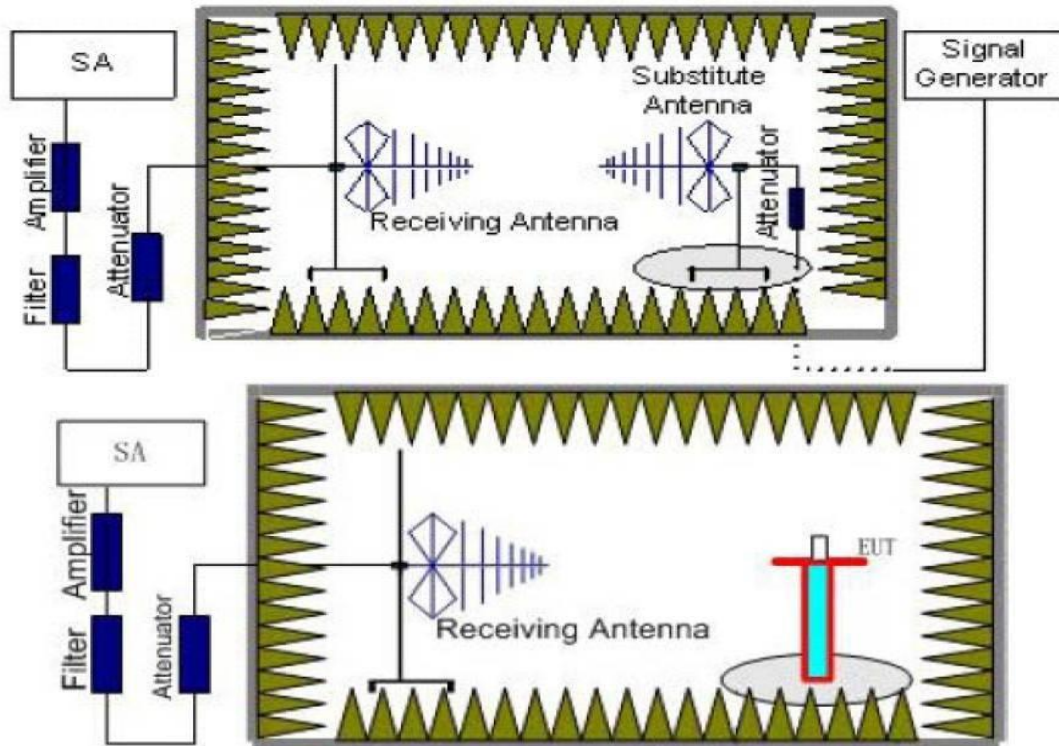 SA
Signal
Generator
Substitute
Antenna
Amplifier
Attenuator
Filter
Attenuator
Receiving Antenna
SA
Amplifier
Filter
Attenuator
EUT
Receiving Antenna